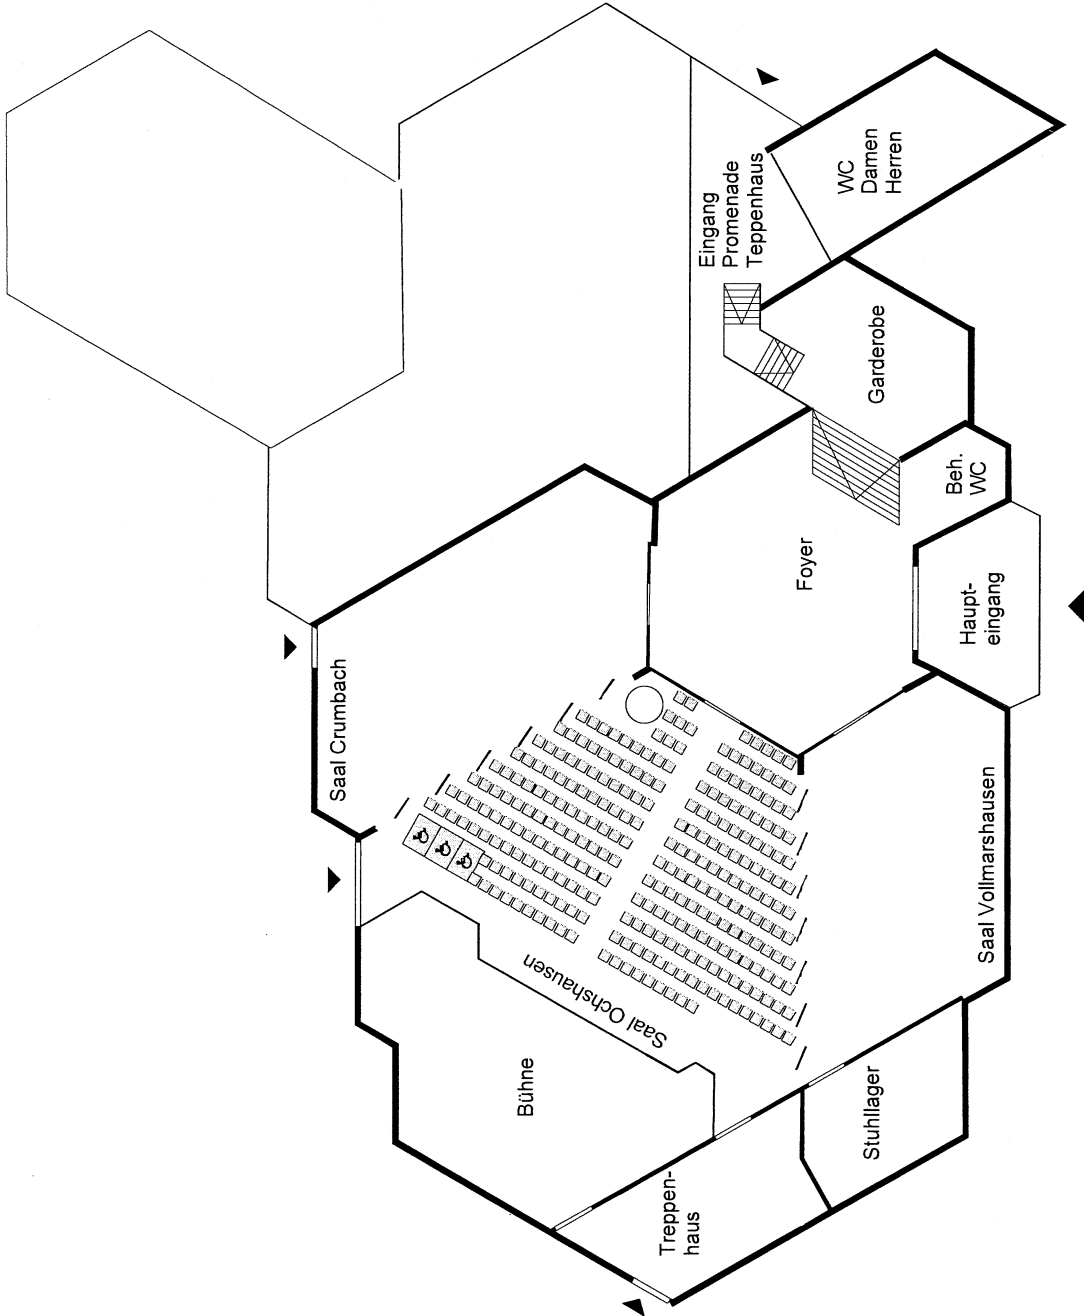 WC
Damen
Herren
Eingang
Promenade
Teppenhaus
Garderobe
Beh.
WC
Foyer
Haupt-
eingang
Saal Crumbach
Saal Vollmarshausen
Saal Ochshausen
Bühne
Stuhllager
Treppen-
haus